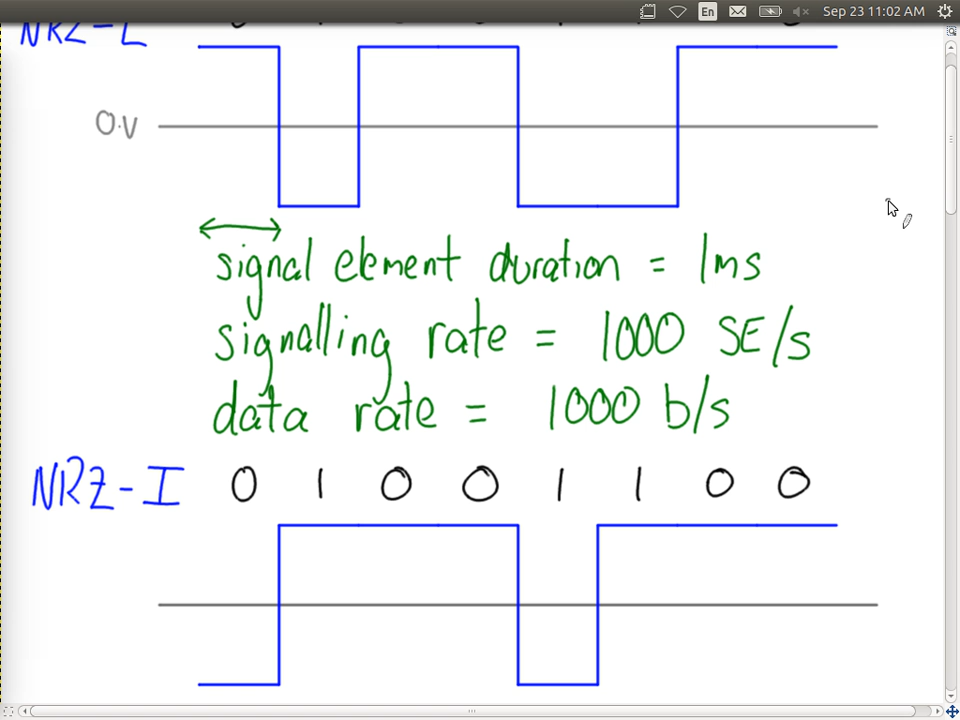 En Sep 23 11:02 AM
NRZ-L
0.V
signal element duration = 1ms
signalling rate = 1000 SE/s
data rate = 1000 b/s
NRZ-I 0 1 0 0 1 1 0 0